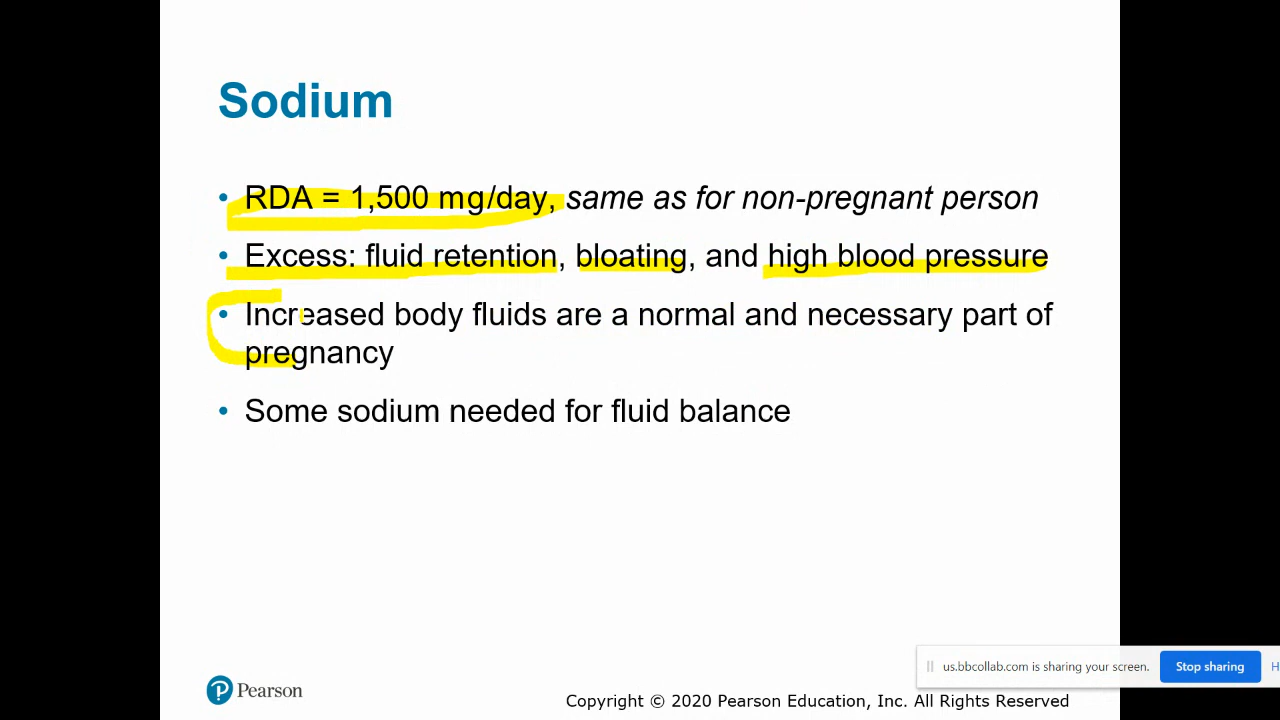 Sodium
• RDA = 1,500 mg/day, same as for non-pregnant person
• Excess: fluid retention, bloating, and high blood pressure
• Increased body fluids are a normal and necessary part of
pregnancy
• Some sodium needed for fluid balance
us.bbcollab.com is sharing your screen. Stop sharing H
Pearson
Copyright © 2020 Pearson Education, Inc. All Rights Reserved